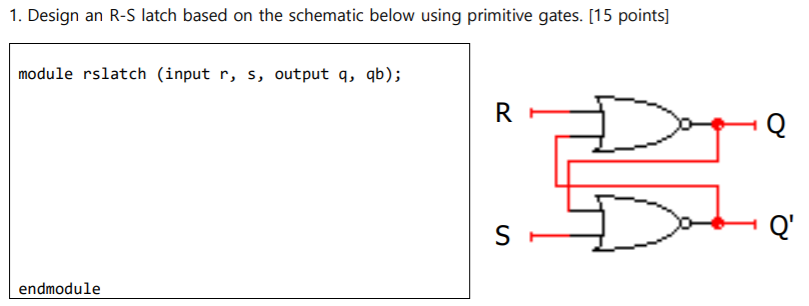 1. Design an R-S latch based on the schematic below using primitive gates. [15 points]
module rslatch (input r, s, output q, qb);
R
Q
S
Q'
endmodule